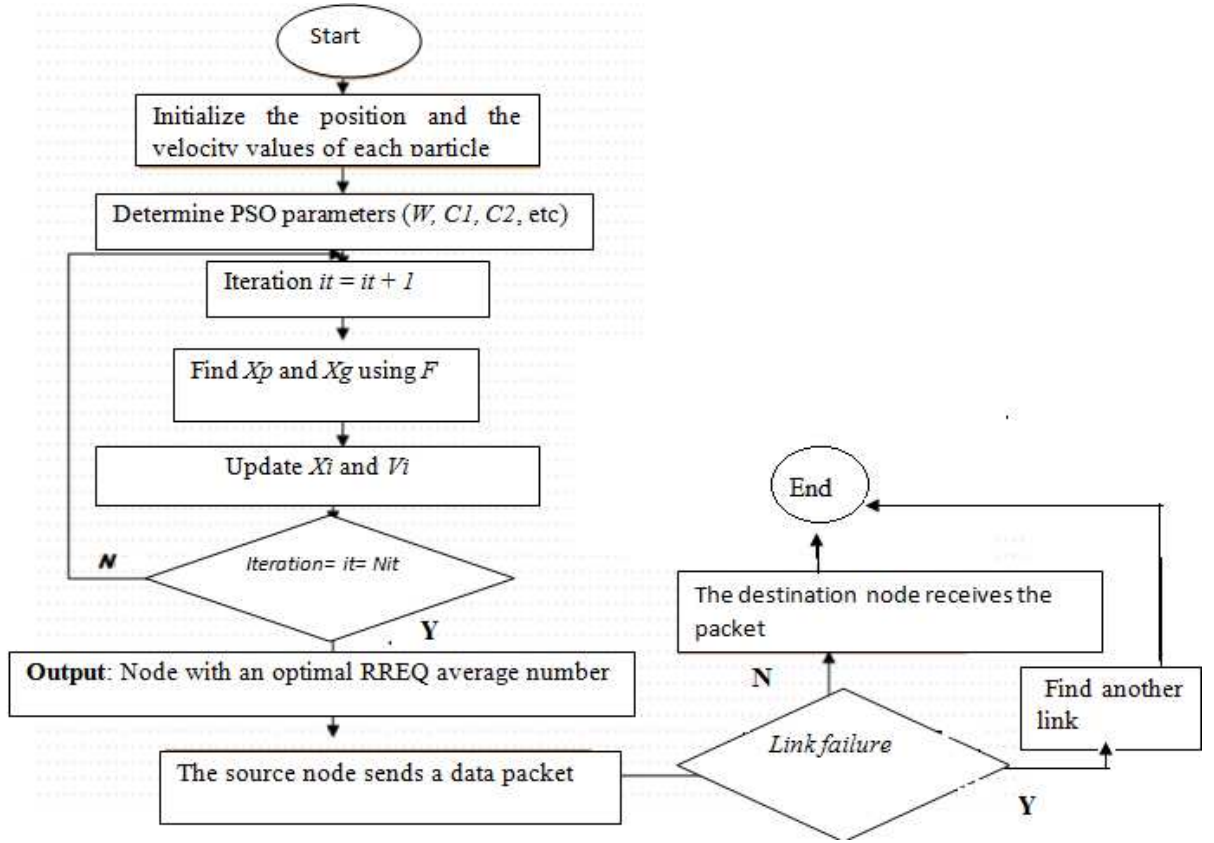 Start
Initialize the position and the
velocity values of each particle
Determine PSO parameters (W, C1, C2, etc)
Iteration it = it + 1
Find Xp and Xg using F
Update Xi and Vi
Iteration= it= Nit
N
Y
Output: Node with an optimal RREQ average number
The source node sends a data packet
Link failure
N
Y
The destination node receives the
packet
Find another
link
End